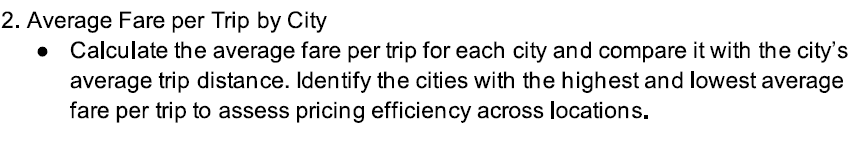 2. Average Fare per Trip by City
● Calculate the average fare per trip for each city and compare it with the city's
average trip distance. Identify the cities with the highest and lowest average
fare per trip to assess pricing efficiency across locations.